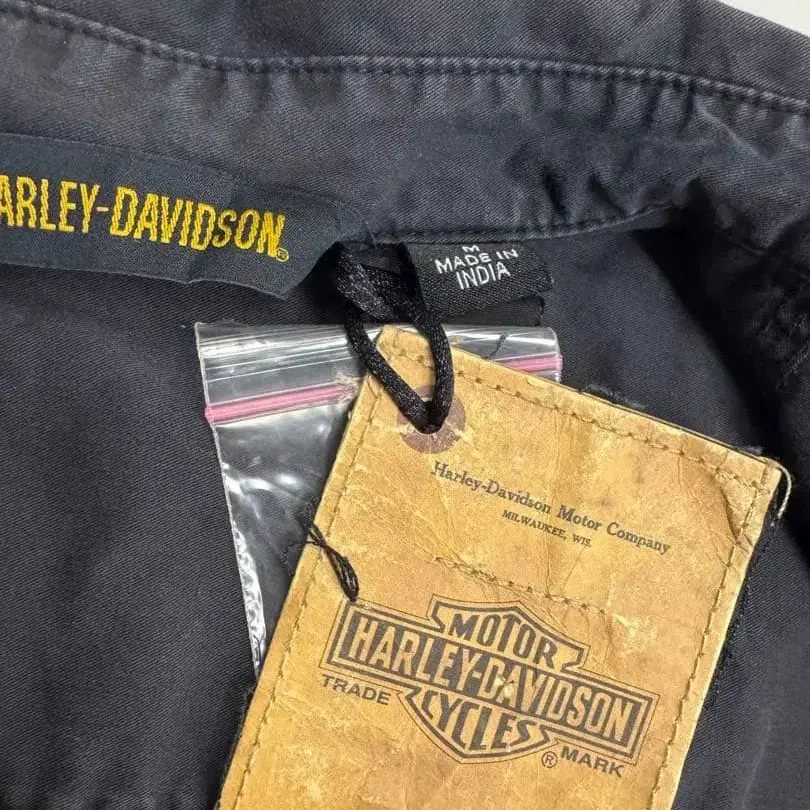 ARLEY-DAVIDSON®
M
MADE IN
INDIA
Harley-Davidson Motor Company
MILWAUKEE, WIS.
MOTOR
HARLEY-DAVIDSON
TRADE CYCLES ® MARK